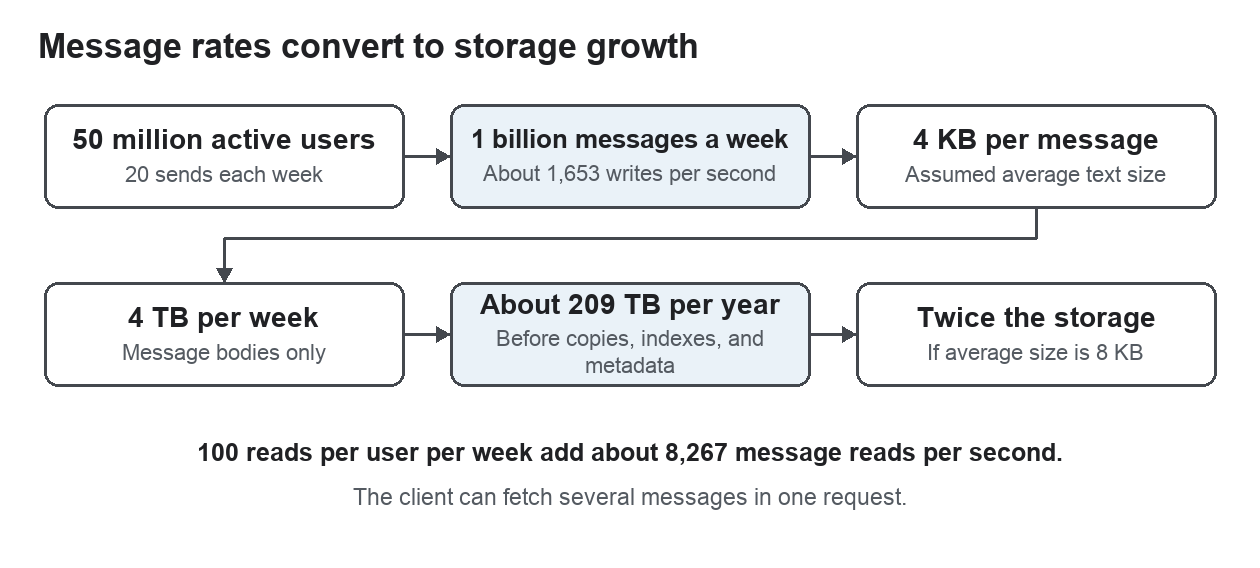 Message rates convert to storage growth
50 million active users
20 sends each week
1 billion messages a week
About 1,653 writes per second
4 KB per message
Assumed average text size
4 TB per week
Message bodies only
About 209 TB per year
Before copies, indexes, and
metadata
Twice the storage
If average size is 8 KB
100 reads per user per week add about 8,267 message reads per second.
The client can fetch several messages in one request.